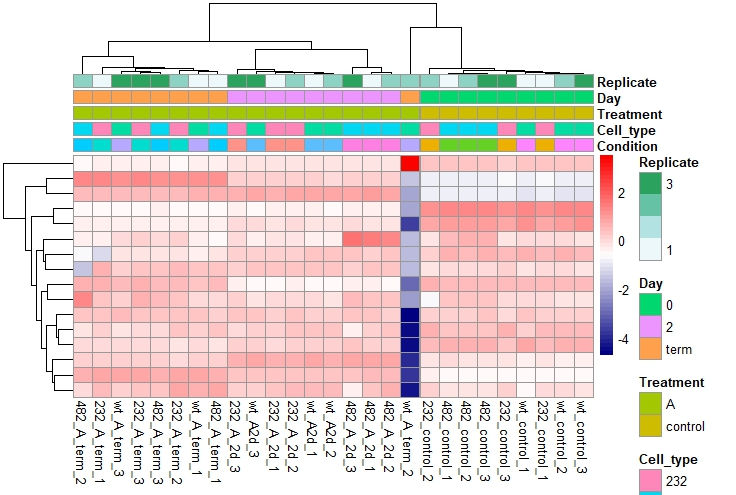 Replicate
Day
Treatment
Cell_type
Condition
2
0
-2
-4
Replicate
3
1
Day
0
2
term
Treatment
A
control
Cell_type
232
482_A_term_2
232_A_term_1
wt_A_term_3
232_A_term_3
482_A_term_3
232_A_term_2
wt_A_term_1
482_A_term_1
232_A_2d_3
wt_A2d_3
232_A_2d_1
232_A_2d_2
wt_A2d_1
wt_A2d_2
482_A_2d_3
482_A_2d_1
482_A_2d_2
wt_A_term_2
232_control_2
482_control_1
482_control_2
482_control_3
232_control_3
wt_control_1
232_control_1
wt_control_2
wt_control_3